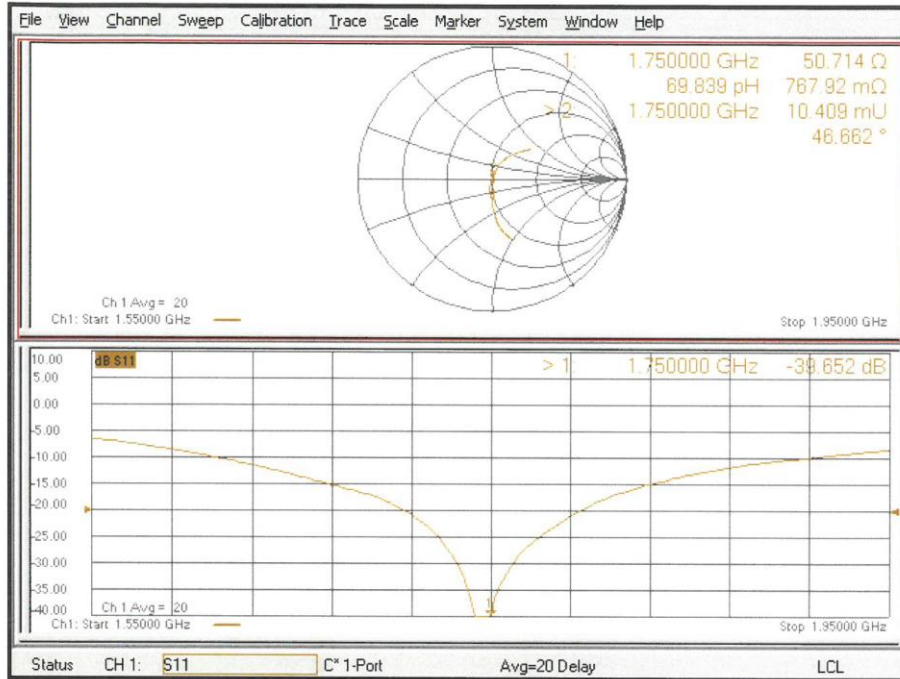 File View Channel Sweep Calibration Trace Scale Marker System Window Help
1: 1.750000 GHz 50.714 Ω
69.839 pH 767.92 mΩ
> 2: 1.750000 GHz 10.409 mU
46.662 °
Ch 1 Avg = 20
Ch1: Start 1.55000 GHz
Stop 1.95000 GHz
10.00 dB S11
> 1: 1.750000 GHz -39.652 dB
5.00
0.00
-5.00
-10.00
-15.00
-20.00
-25.00
-30.00
-35.00
-40.00
1
Ch 1 Avg = 20
Ch1: Start 1.55000 GHz
Stop 1.95000 GHz
Status CH 1: S11 C* 1-Port Avg=20 Delay LCL